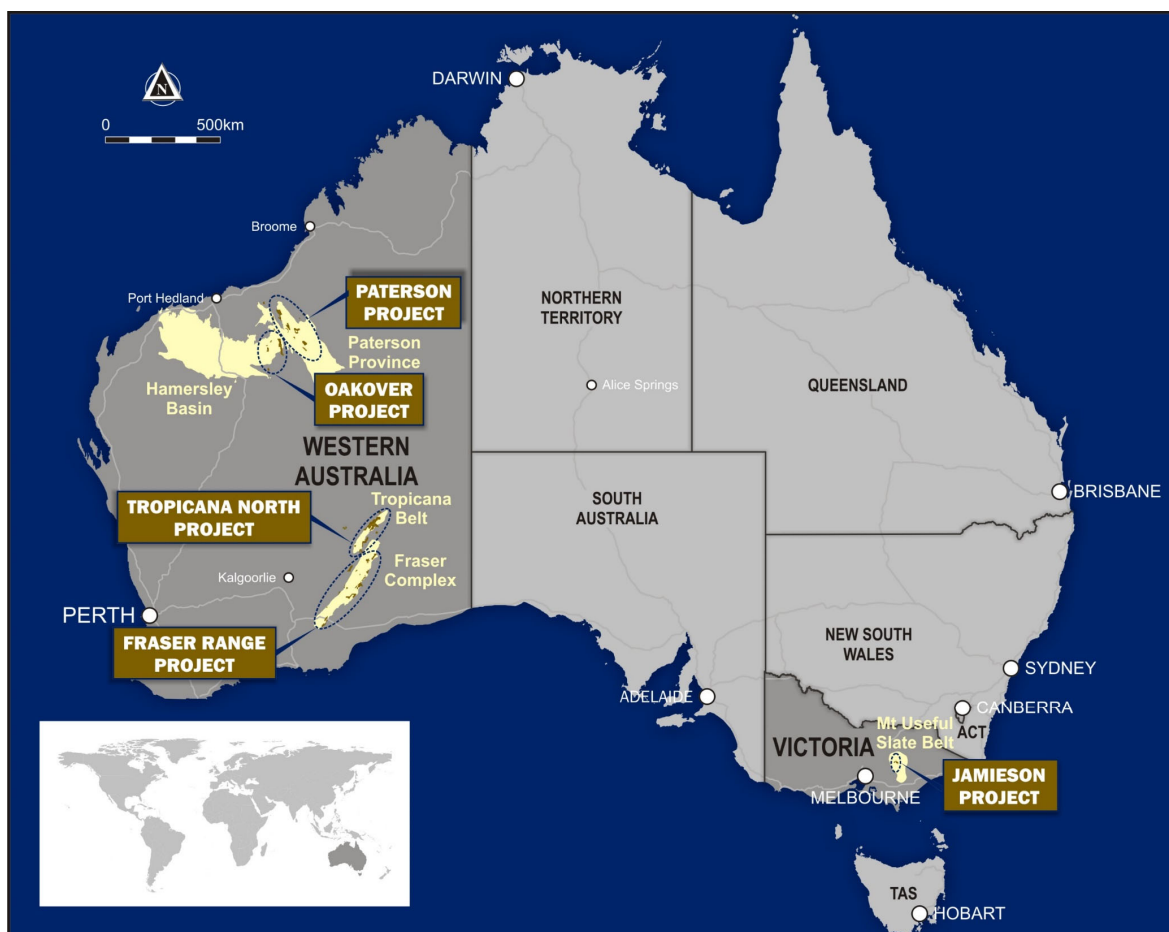 DARWIN
N
0 500km
Broome
Port Hedland
PATERSON
PROJECT
Paterson
Province
Hamersley
Basin
OAKOVER
PROJECT
NORTHERN
TERRITORY
Alice Springs
QUEENSLAND
WESTERN
AUSTRALIA
TROPICANA NORTH
PROJECT
Tropicana
Belt
SOUTH
AUSTRALIA
BRISBANE
Kalgoorlie
Fraser
Complex
PERTH
FRASER RANGE
PROJECT
NEW SOUTH
WALES
SYDNEY
ADELAIDE
CANBERRA
ACT
Mt Useful
Slate Belt
VICTORIA
MELBOURNE
JAMIESON
PROJECT
TAS
HOBART